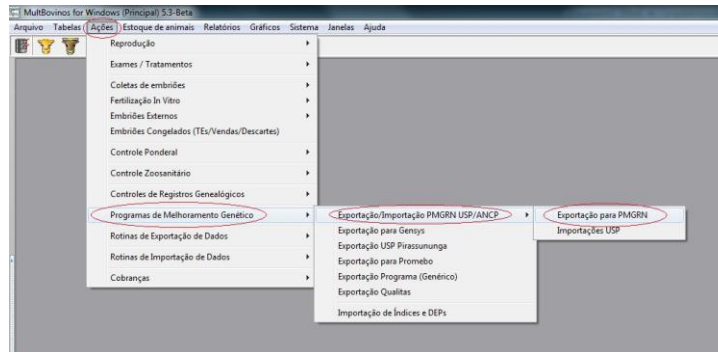 MultBovinos for Windows (Principal) 5.3-Beta
Arquivo Tabelas Ações Estoque de animais Relatórios Gráficos Sistema Janelas Ajuda
Reprodução
Exames / Tratamentos
Coletas de embriões
Fertilização In Vitro
Embriões Externos
Embriões Congelados (TEs/Vendas/Descartes)
Controle Ponderal
Controle Zoosanitário
Controles de Registros Genealógicos
Programas de Melhoramento Genético
Rotinas de Exportação de Dados
Rotinas de Importação de Dados
Cobranças
Exportação/Importação PMGRN USP/ANCP
Exportação para Gensys
Exportação USP Pirassununga
Exportação para Promebo
Exportação Programa (Genérico)
Exportação Qualitas
Importação de Índices e DEPs
Exportação para PMGRN
Importações USP